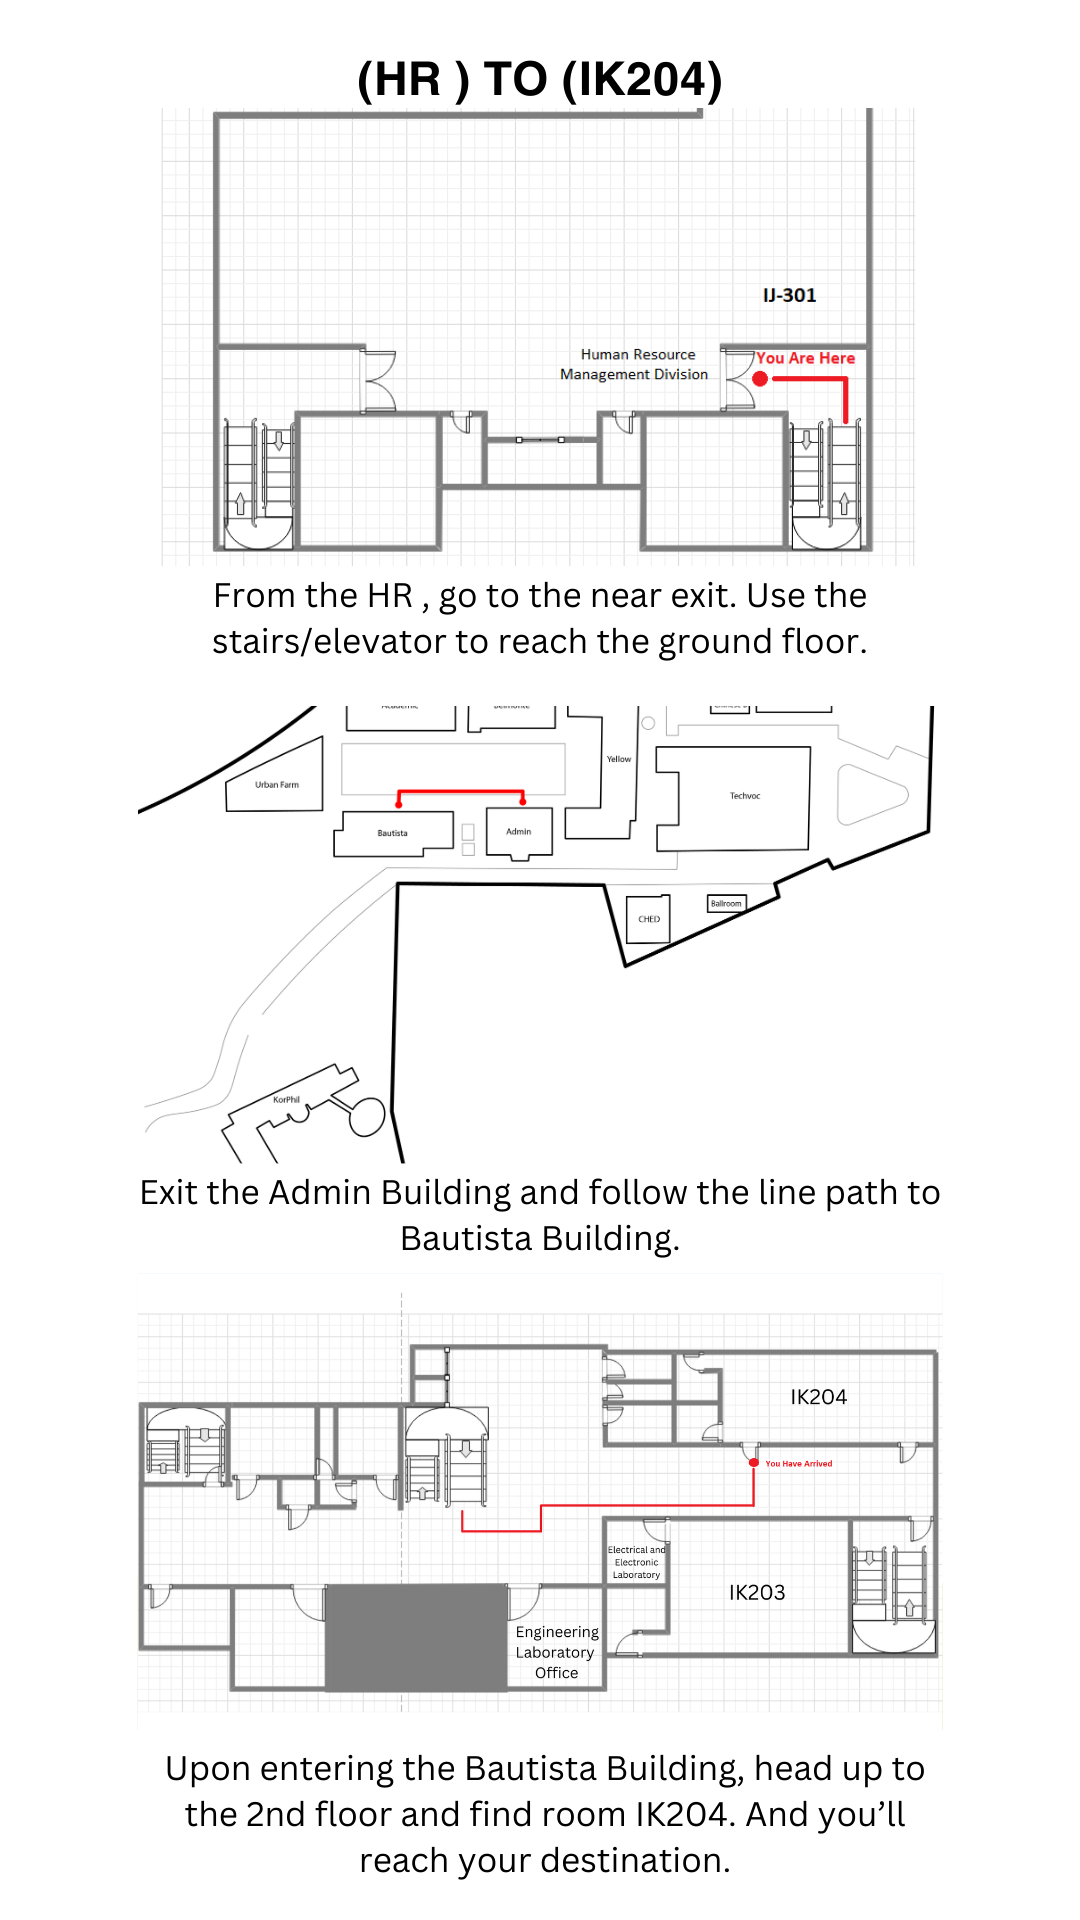 (HR ) TO (IK204)
IJ-301
Human Resource
Management Division
You Are Here
From the HR , go to the near exit. Use the
stairs/elevator to reach the ground floor.
Academic
Belmonte
Yellow
Urban Farm
Techvoc
Bautista
Admin
CHED
Ballroom
KorPhil
Exit the Admin Building and follow the line path to
Bautista Building.
IK204
You Have Arrived
Electrical and
Electronic
Laboratory
IK203
Engineering
Laboratory
Office
Upon entering the Bautista Building, head up to
the 2nd floor and find room IK204. And you’ll
reach your destination.